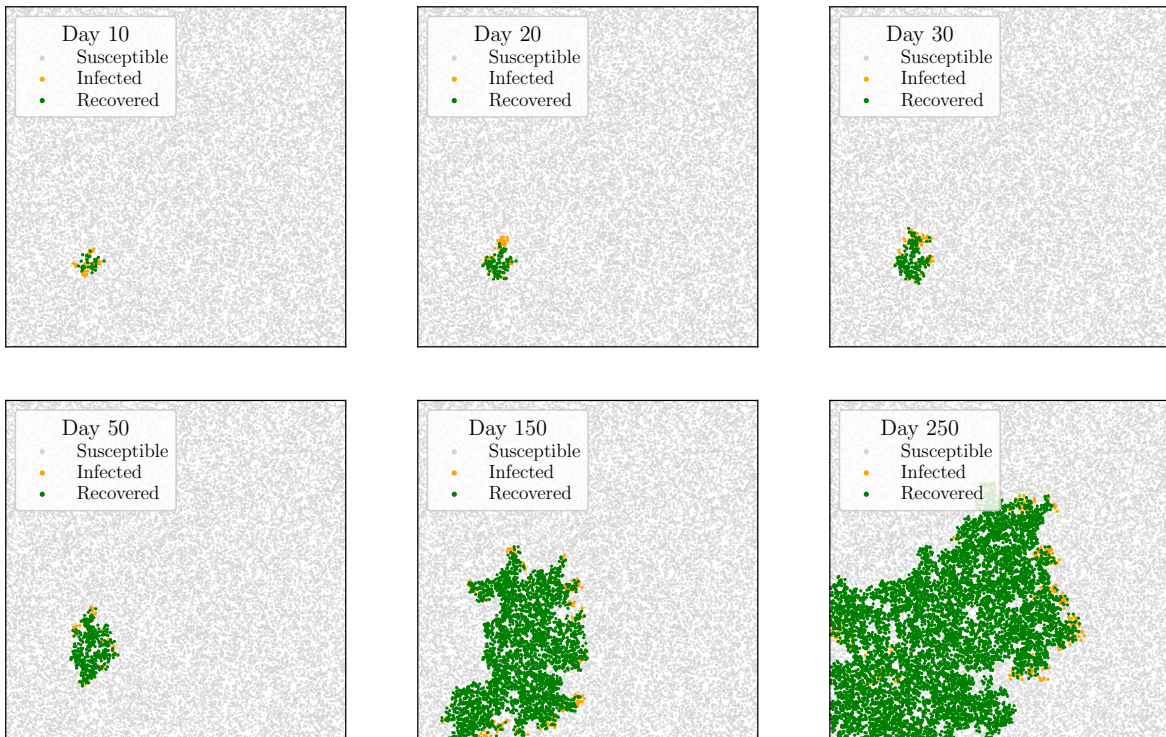 Day 10
Susceptible
Infected
Recovered
Day 20
Susceptible
Infected
Recovered
Day 30
Susceptible
Infected
Recovered
Day 50
Susceptible
Infected
Recovered
Day 150
Susceptible
Infected
Recovered
Day 250
Susceptible
Infected
Recovered